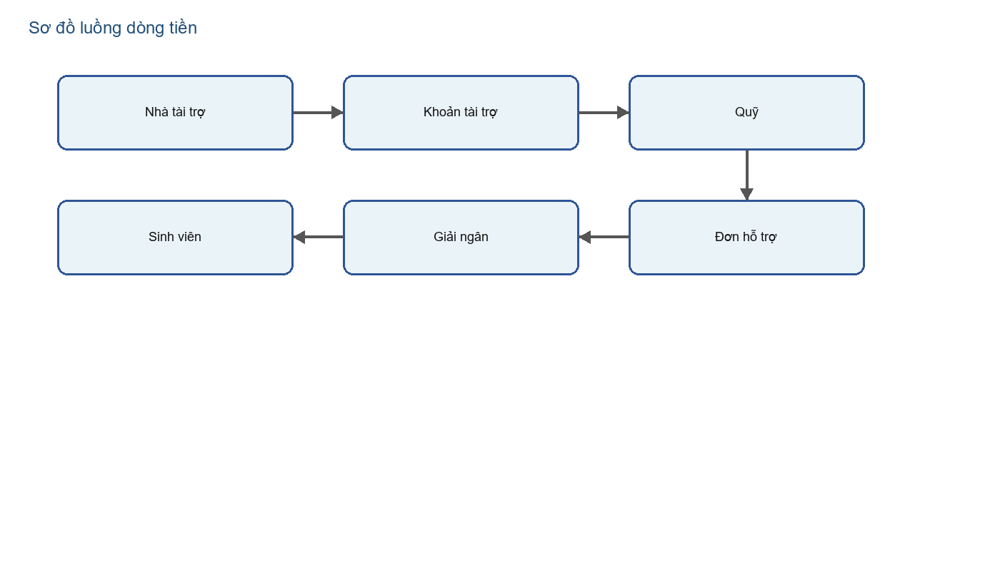 Sơ đồ luồng dòng tiền
Nhà tài trợ
Khoản tài trợ
Quỹ
Đơn hỗ trợ
Giải ngân
Sinh viên